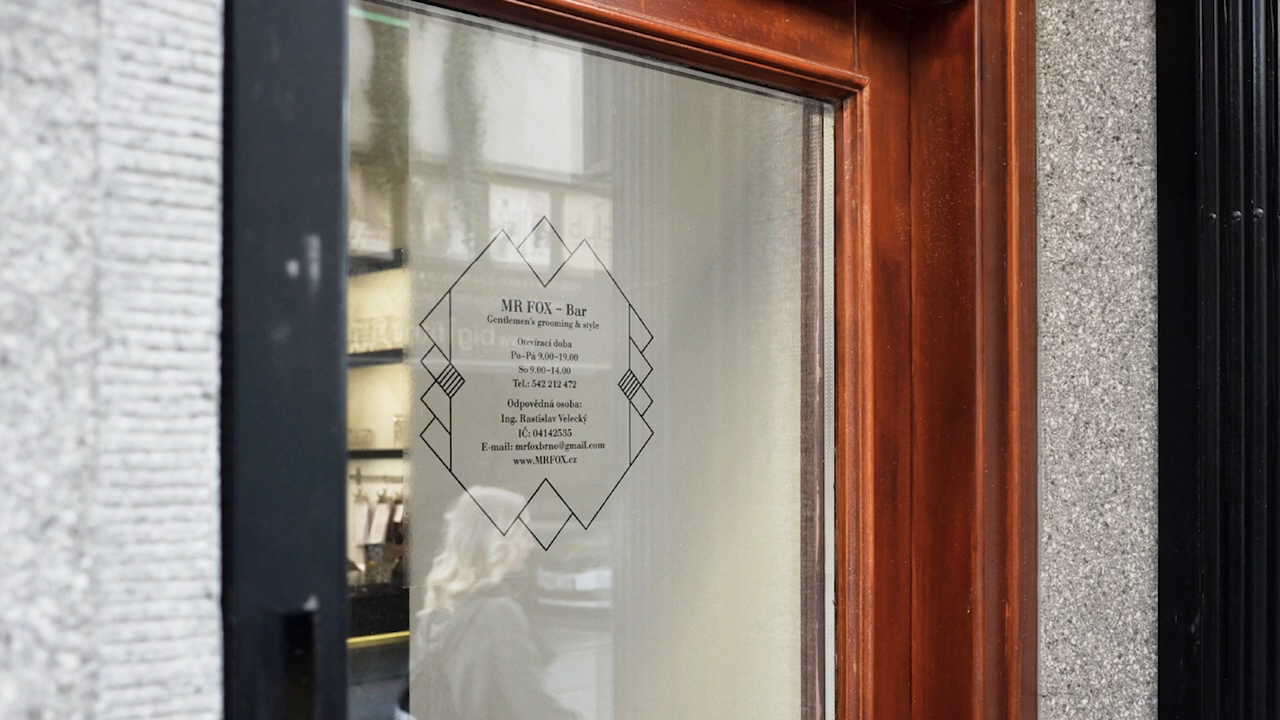 MR FOX – Bar
Gentlemen's grooming & style
Otevírací doba
Po–Pá 9.00–19.00
So 9.00–14.00
Tel.: 542 212 472
Odpovědná osoba:
Ing. Rastislav Velecký
IČ: 04142535
E-mail: mrfoxbrno@gmail.com
www.MRFOX.cz